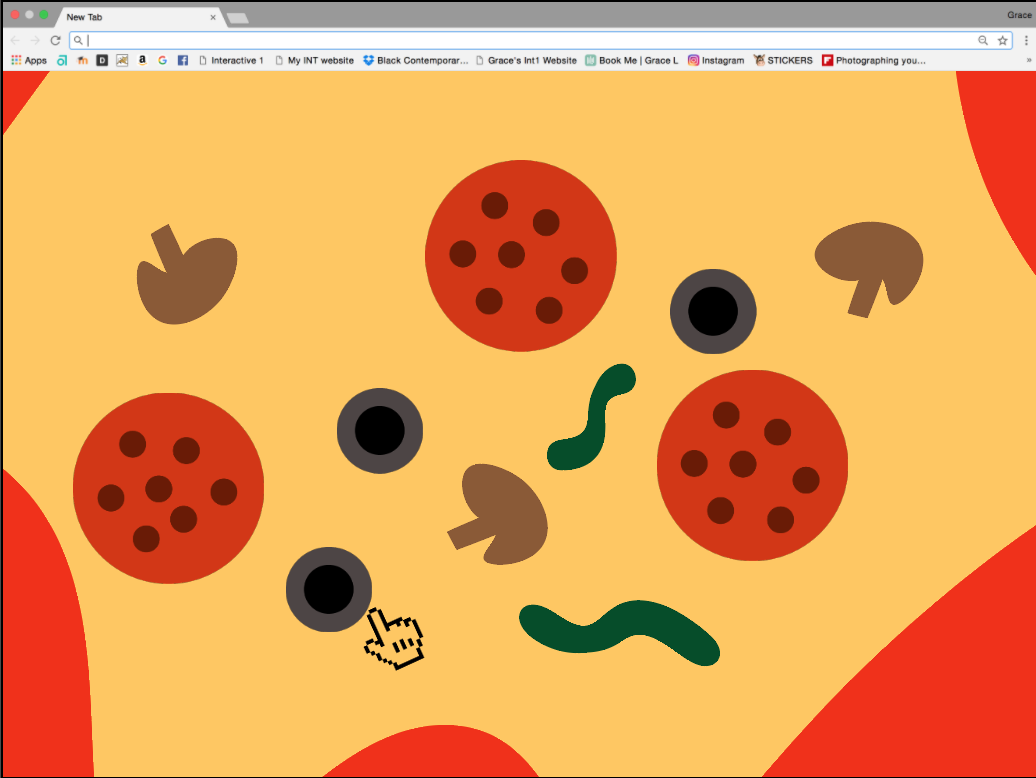 New Tab
Grace
Apps D a G f Interactive 1 My INT website Black Contemporar... Grace's Int1 Website Book Me | Grace L Instagram STICKERS Photographing you... »